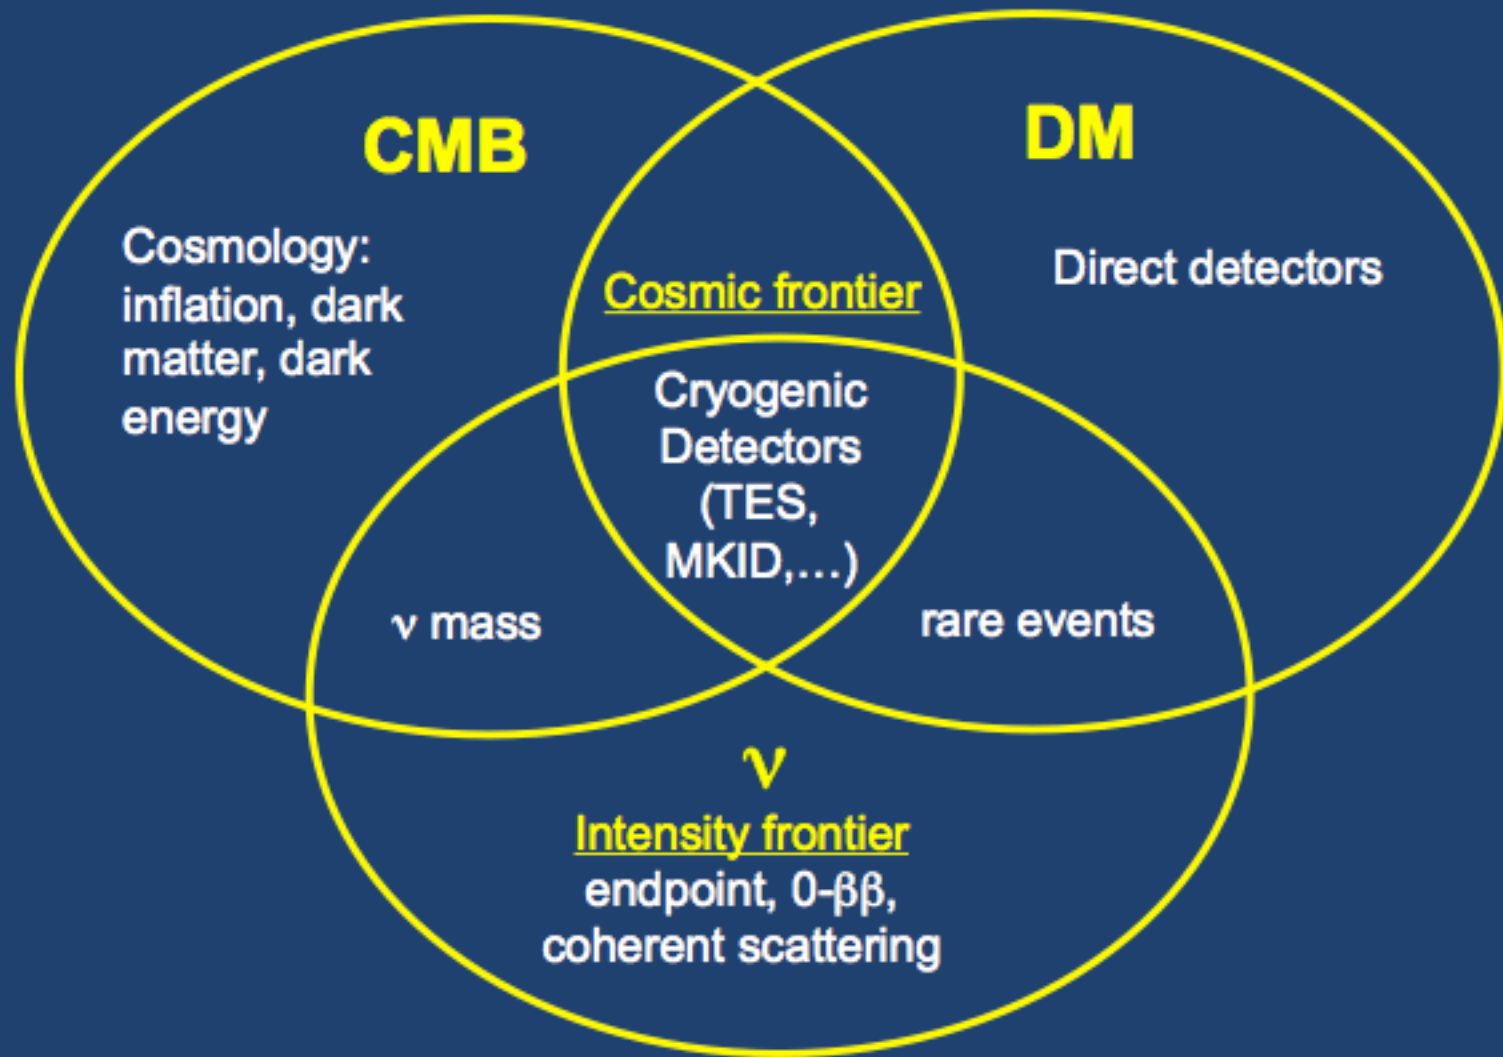 CMB
Cosmology:
inflation, dark
matter, dark
energy
DM
Direct detectors
Cosmic frontier
Cryogenic
Detectors
(TES,
MKID,...)
ν mass
rare events
ν
Intensity frontier
endpoint, 0-ββ,
coherent scattering